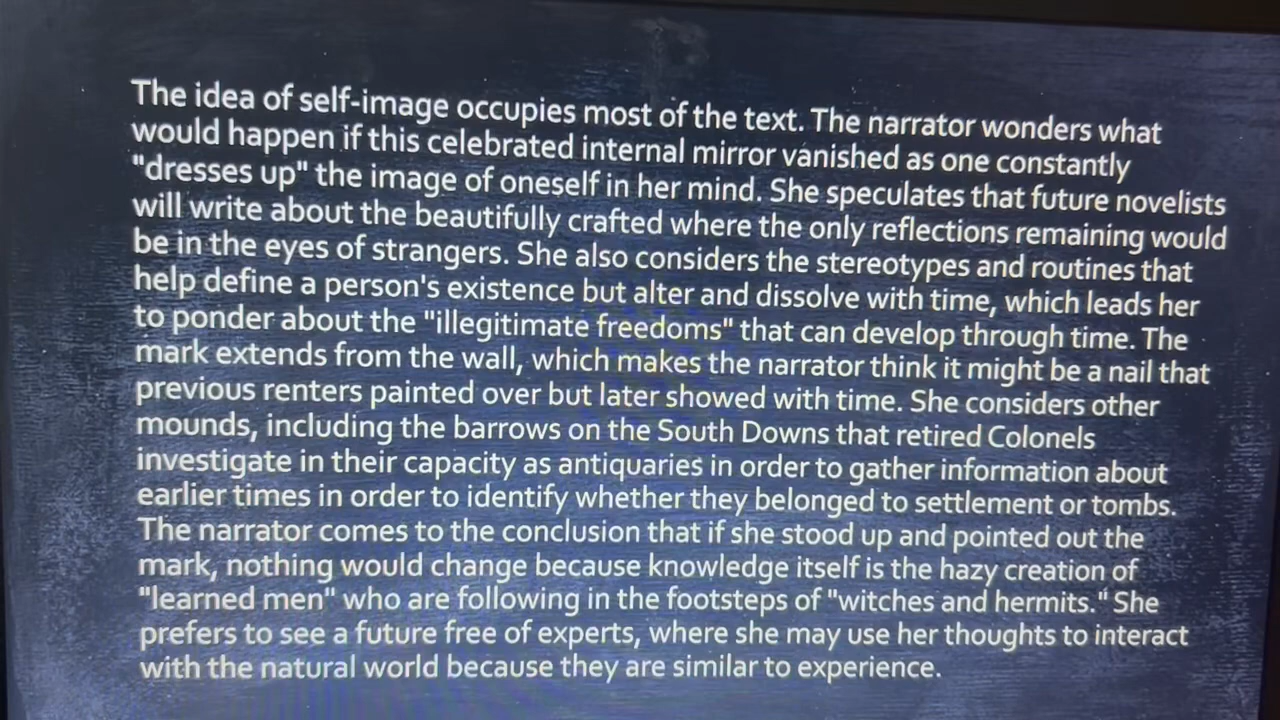 The idea of self-image occupies most of the text. The narrator wonders what
would happen if this celebrated internal mirror vanished as one constantly
"dresses up" the image of oneself in her mind. She speculates that future novelists
will write about the beautifully crafted where the only reflections remaining would
be in the eyes of strangers. She also considers the stereotypes and routines that
help define a person's existence but alter and dissolve with time, which leads her
to ponder about the "illegitimate freedoms" that can develop through time. The
mark extends from the wall, which makes the narrator think it might be a nail that
previous renters painted over but later showed with time. She considers other
mounds, including the barrows on the South Downs that retired Colonels
investigate in their capacity as antiquaries in order to gather information about
earlier times in order to identify whether they belonged to settlement or tombs.
The narrator comes to the conclusion that if she stood up and pointed out the
mark, nothing would change because knowledge itself is the hazy creation of
"learned men" who are following in the footsteps of "witches and hermits." She
prefers to see a future free of experts, where she may use her thoughts to interact
with the natural world because they are similar to experience.